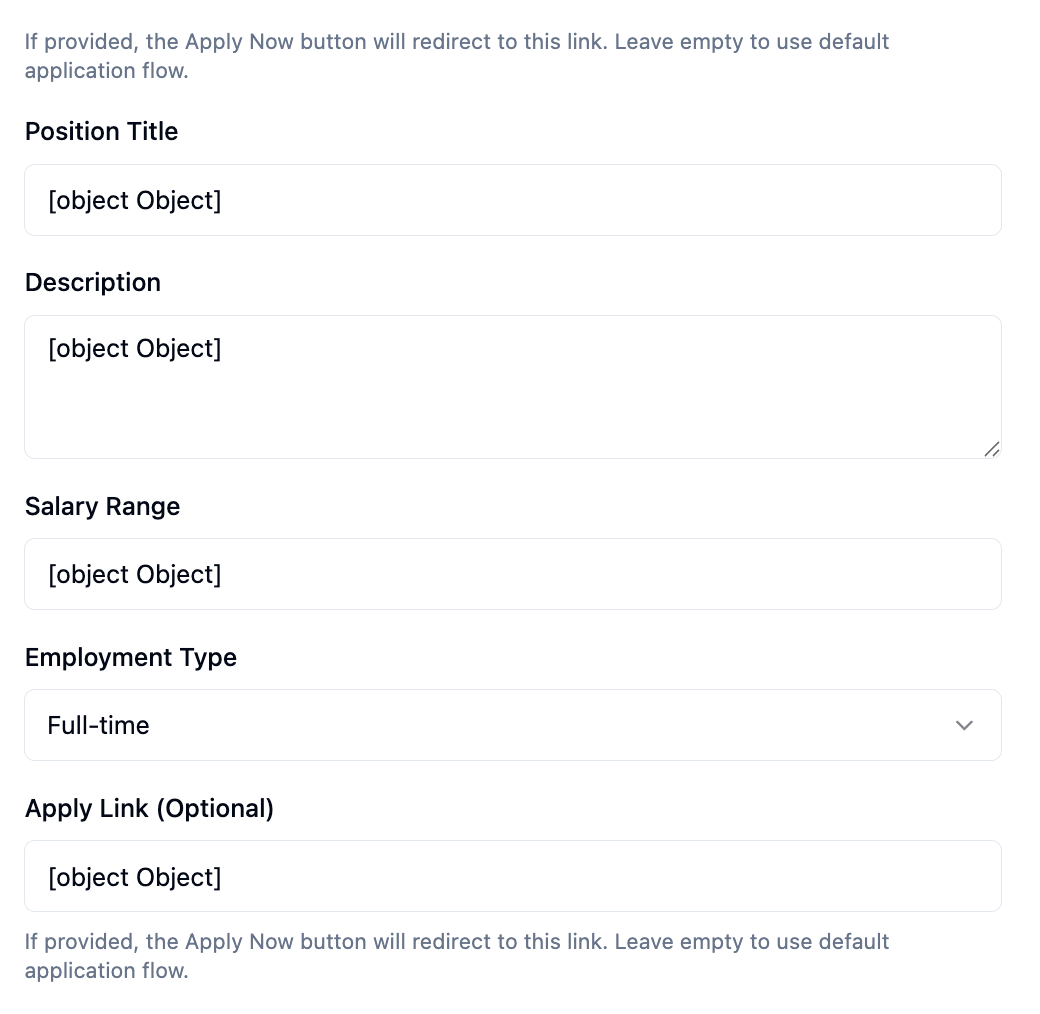 If provided, the Apply Now button will redirect to this link. Leave empty to use default
application flow.
Position Title
[object Object]
Description
[object Object]
Salary Range
[object Object]
Employment Type
Full-time
Apply Link (Optional)
[object Object]
If provided, the Apply Now button will redirect to this link. Leave empty to use default
application flow.